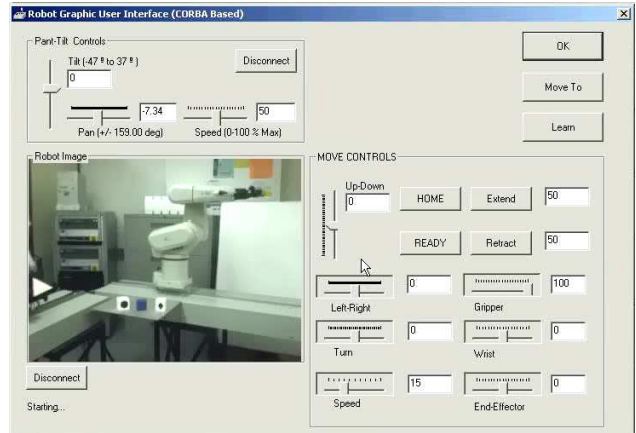 Robot Graphic User Interface (CORBA Based)
Pant-Tilt Controls
Tilt (-47 º to 37 º )
0
Disconnect
-7.34
50
Pan (+/- 159.00 deg)
Speed (0-100 % Max)
OK
Move To
Learn
Robot Image
MOVE CONTROLS
Up-Down
0
HOME
Extend
50
READY
Retract
50
0
100
Left-Right
Gripper
0
0
Turn
Wrist
15
0
Speed
End-Effector
Disconnect
Starting...